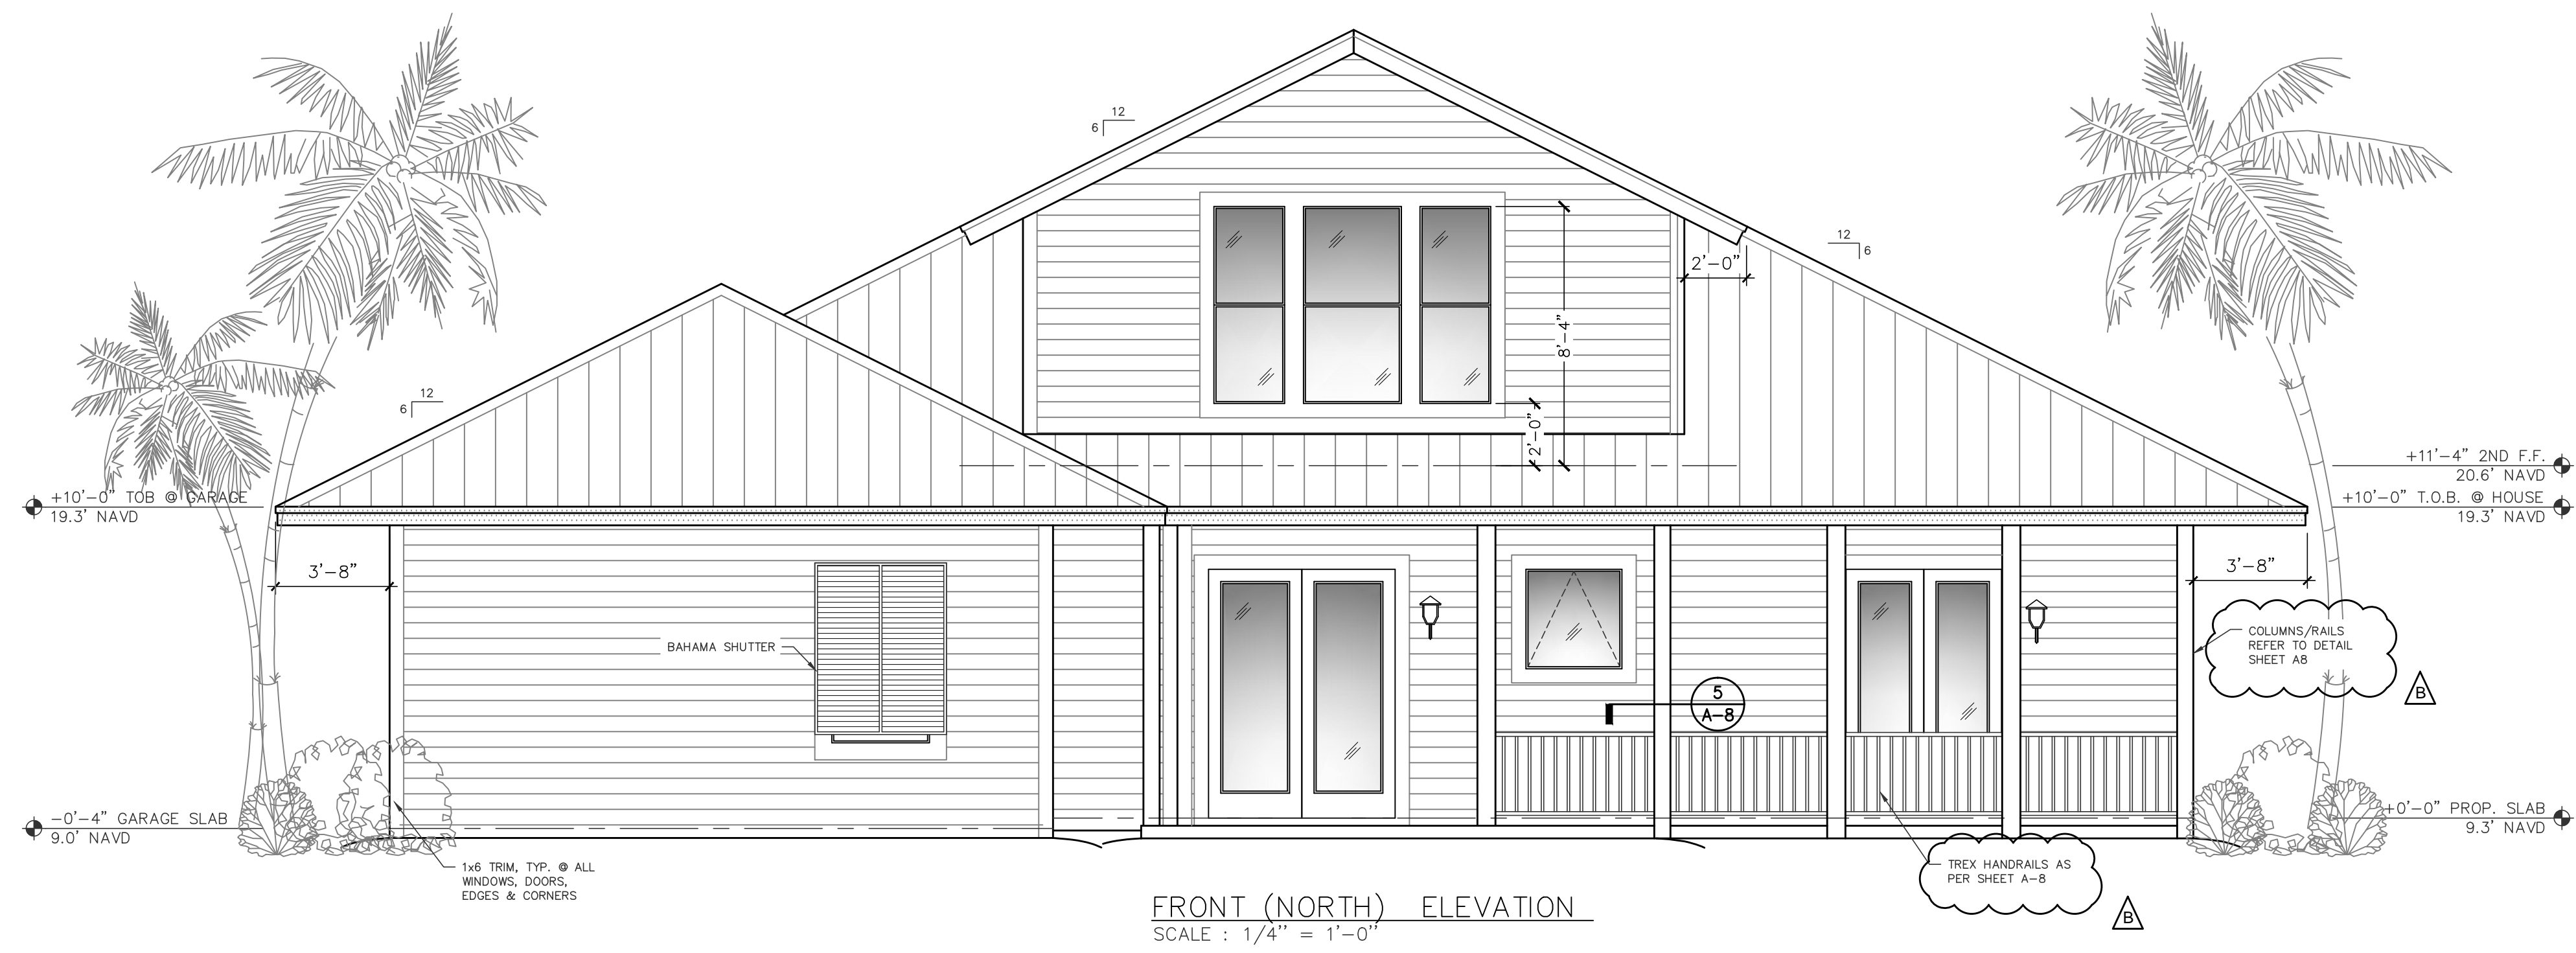 12
6
12
6
2'-0"
8'-4"
12
6
2'-0"
+11'-4" 2ND F.F.
20.6' NAVD
+10'-0" TOB @ GARAGE
19.3' NAVD
+10'-0" T.O.B. @ HOUSE
19.3' NAVD
3'-8"
3'-8"
BAHAMA SHUTTER
COLUMNS/RAILS
REFER TO DETAIL
SHEET A8
B
5
A-8
-0'-4" GARAGE SLAB
9.0' NAVD
+0'-0" PROP. SLAB
9.3' NAVD
1x6 TRIM, TYP. @ ALL
WINDOWS, DOORS,
EDGES & CORNERS
TREX HANDRAILS AS
PER SHEET A-8
B
FRONT (NORTH) ELEVATION
SCALE : 1/4" = 1'-0"